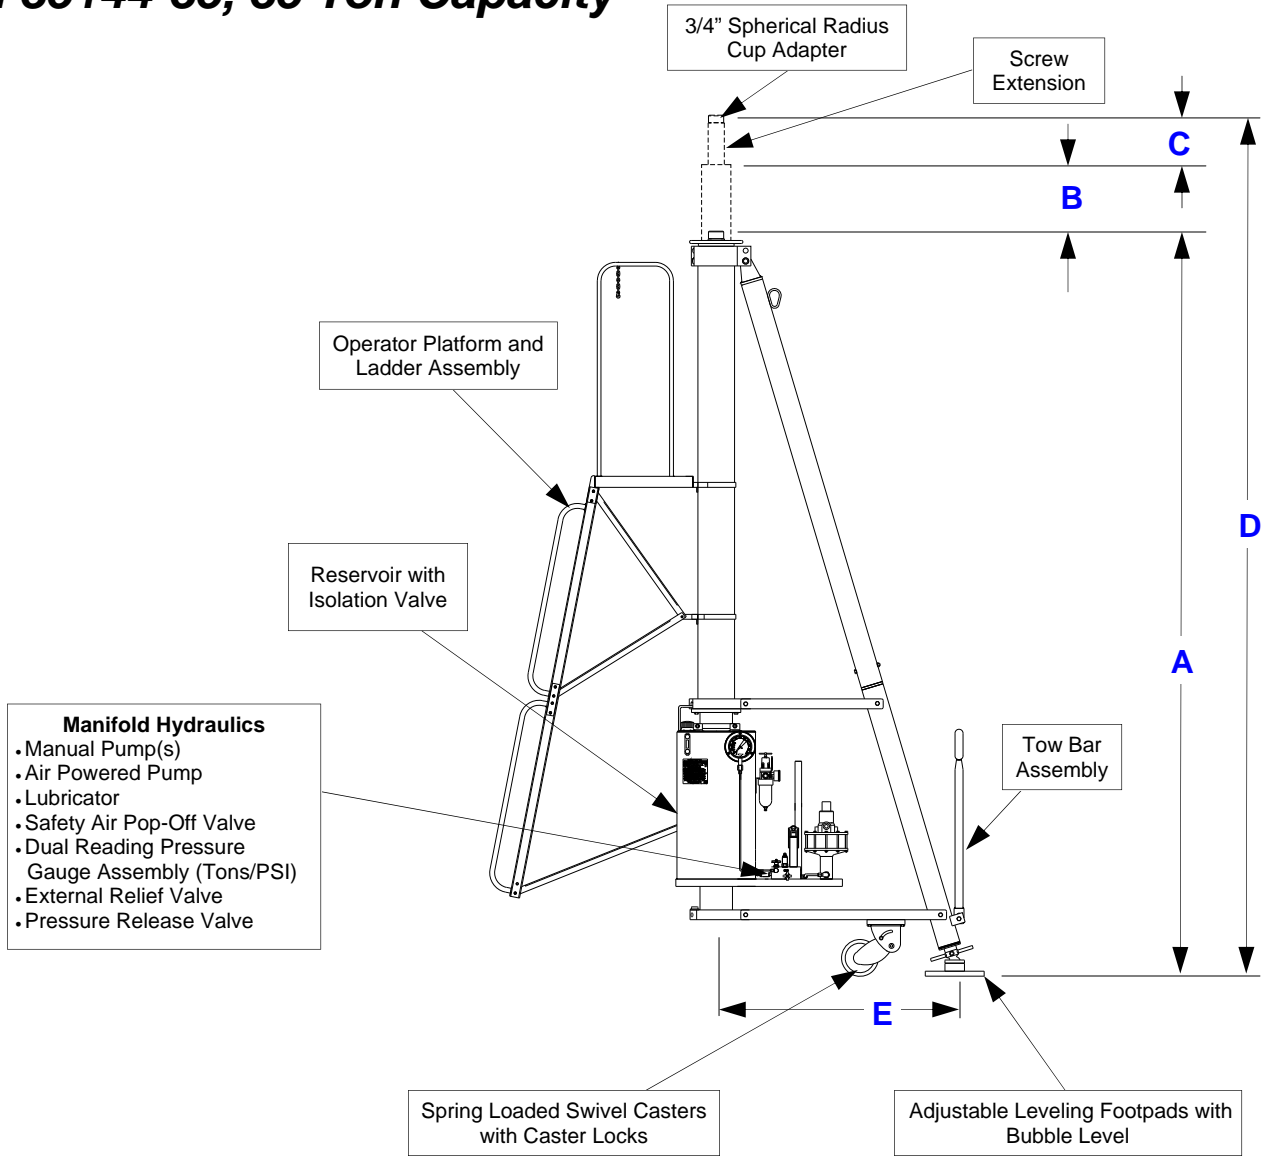 Ton Capacity
3/4” Spherical Radius
Cup Adapter
Screw
Extension
C
B
Operator Platform and
Ladder Assembly
D
Reservoir with
Isolation Valve
A
Manifold Hydraulics
• Manual Pump(s)
• Air Powered Pump
• Lubricator
• Safety Air Pop-Off Valve
• Dual Reading Pressure
Gauge Assembly (Tons/PSI)
• External Relief Valve
• Pressure Release Valve
Tow Bar
Assembly
E
Spring Loaded Swivel Casters
with Caster Locks
Adjustable Leveling Footpads with
Bubble Level